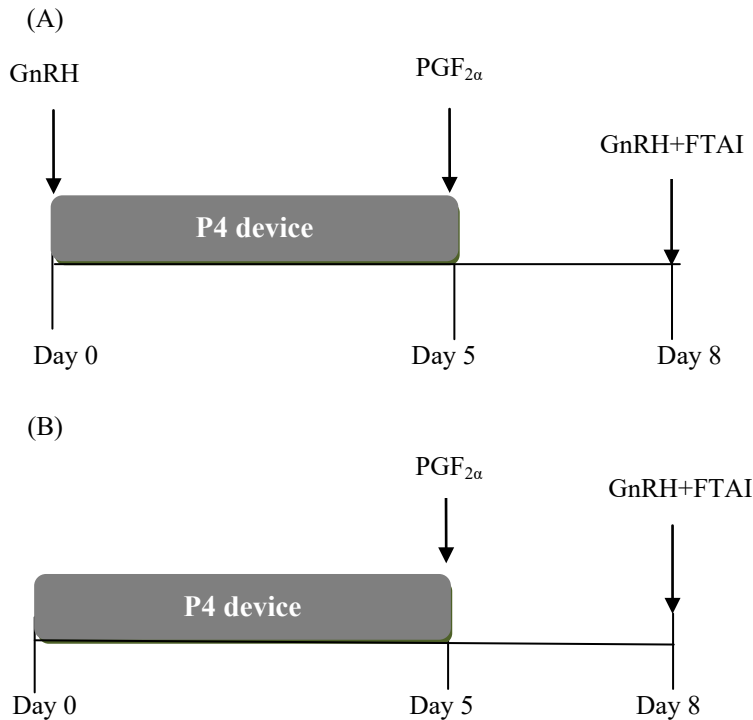 (A)
GnRH
PGF₂α
GnRH+FTAI
P4 device
Day 0
Day 5
Day 8
(B)
PGF₂α
GnRH+FTAI
P4 device
Day 0
Day 5
Day 8